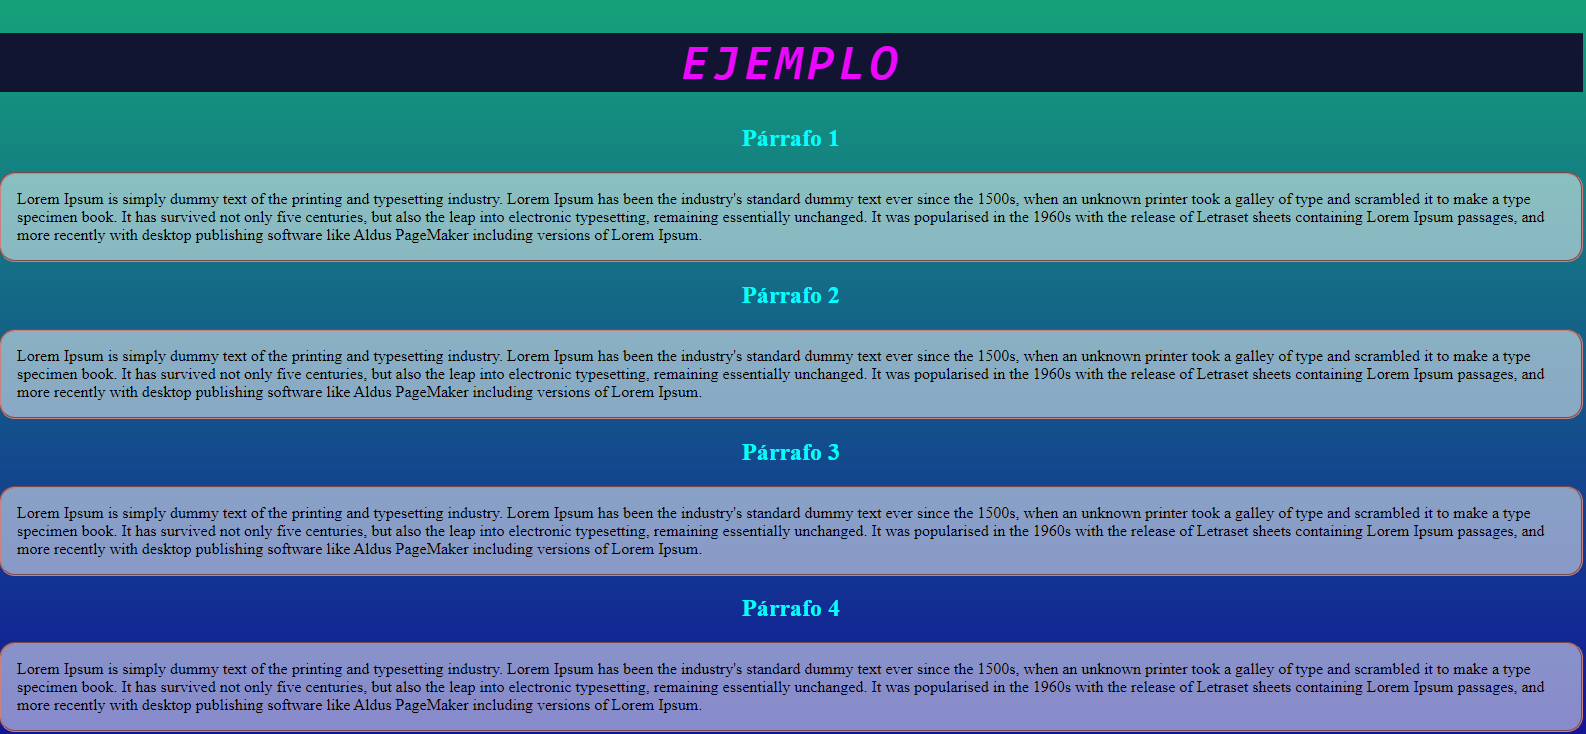 EJEMPLO
Párrafo 1
Lorem Ipsum is simply dummy text of the printing and typesetting industry. Lorem Ipsum has been the industry's standard dummy text ever since the 1500s, when an unknown printer took a galley of type and scrambled it to make a type
specimen book. It has survived not only five centuries, but also the leap into electronic typesetting, remaining essentially unchanged. It was popularised in the 1960s with the release of Letraset sheets containing Lorem Ipsum passages, and
more recently with desktop publishing software like Aldus PageMaker including versions of Lorem Ipsum.
Párrafo 2
Lorem Ipsum is simply dummy text of the printing and typesetting industry. Lorem Ipsum has been the industry's standard dummy text ever since the 1500s, when an unknown printer took a galley of type and scrambled it to make a type
specimen book. It has survived not only five centuries, but also the leap into electronic typesetting, remaining essentially unchanged. It was popularised in the 1960s with the release of Letraset sheets containing Lorem Ipsum passages, and
more recently with desktop publishing software like Aldus PageMaker including versions of Lorem Ipsum.
Párrafo 3
Lorem Ipsum is simply dummy text of the printing and typesetting industry. Lorem Ipsum has been the industry's standard dummy text ever since the 1500s, when an unknown printer took a galley of type and scrambled it to make a type
specimen book. It has survived not only five centuries, but also the leap into electronic typesetting, remaining essentially unchanged. It was popularised in the 1960s with the release of Letraset sheets containing Lorem Ipsum passages, and
more recently with desktop publishing software like Aldus PageMaker including versions of Lorem Ipsum.
Párrafo 4
Lorem Ipsum is simply dummy text of the printing and typesetting industry. Lorem Ipsum has been the industry's standard dummy text ever since the 1500s, when an unknown printer took a galley of type and scrambled it to make a type
specimen book. It has survived not only five centuries, but also the leap into electronic typesetting, remaining essentially unchanged. It was popularised in the 1960s with the release of Letraset sheets containing Lorem Ipsum passages, and
more recently with desktop publishing software like Aldus PageMaker including versions of Lorem Ipsum.